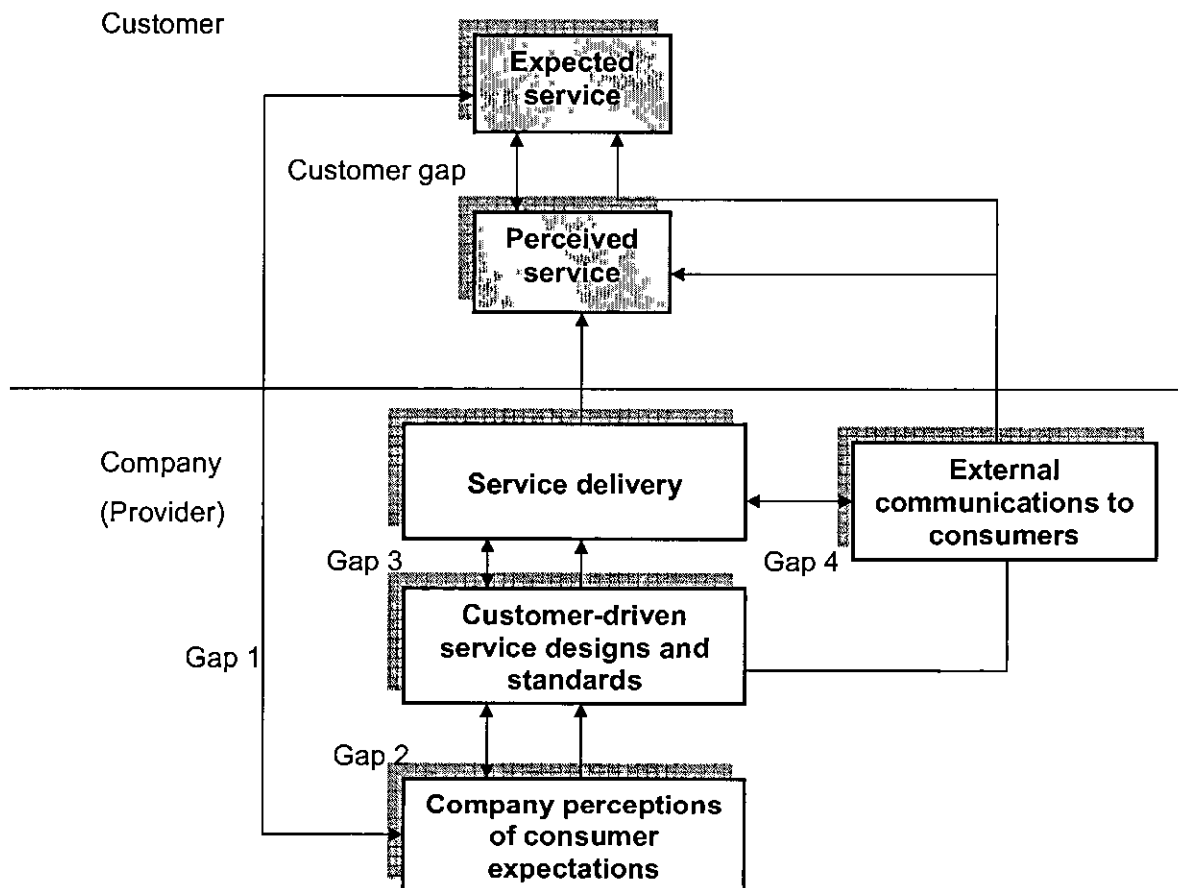 Customer
Expected
service
Customer gap
Perceived
service
Company
(Provider)
Service delivery
External
communications to
consumers
Gap 3
Gap 4
Customer-driven
service designs and
standards
Gap 1
Gap 2
Company perceptions
of consumer
expectations